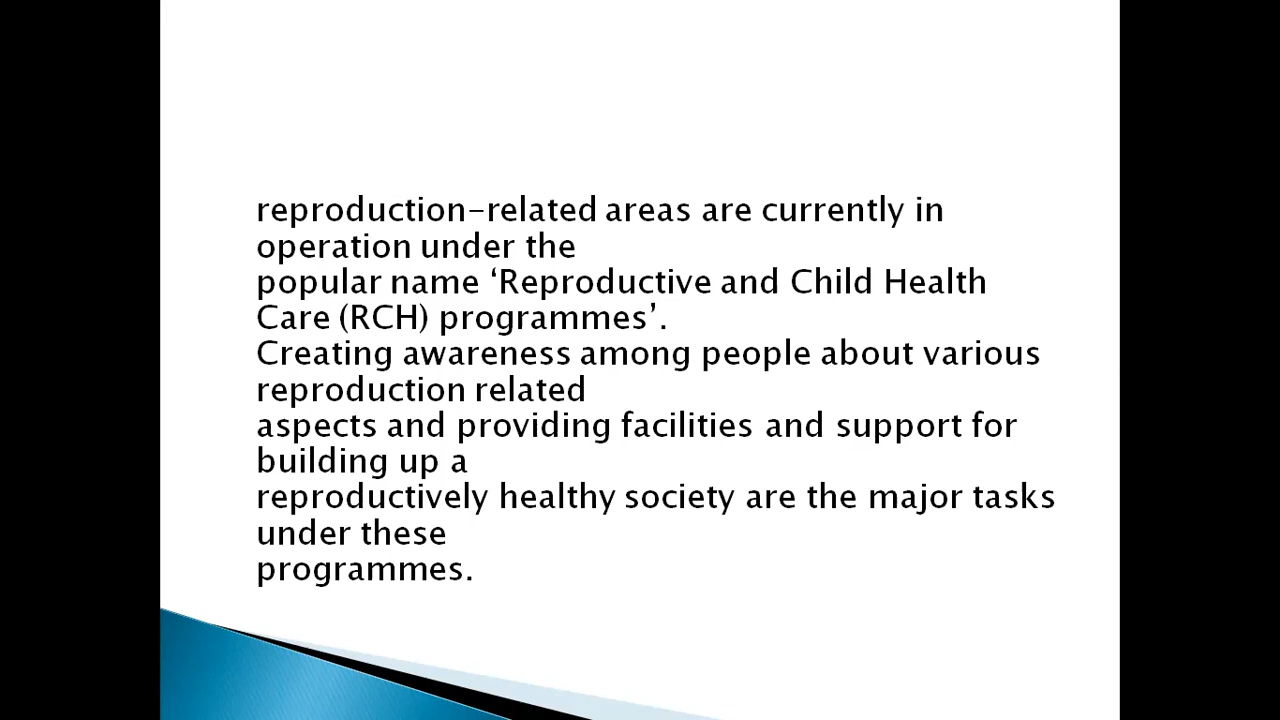 reproduction-related areas are currently in
operation under the
popular name ‘Reproductive and Child Health
Care (RCH) programmes’.
Creating awareness among people about various
reproduction related
aspects and providing facilities and support for
building up a
reproductively healthy society are the major tasks
under these
programmes.